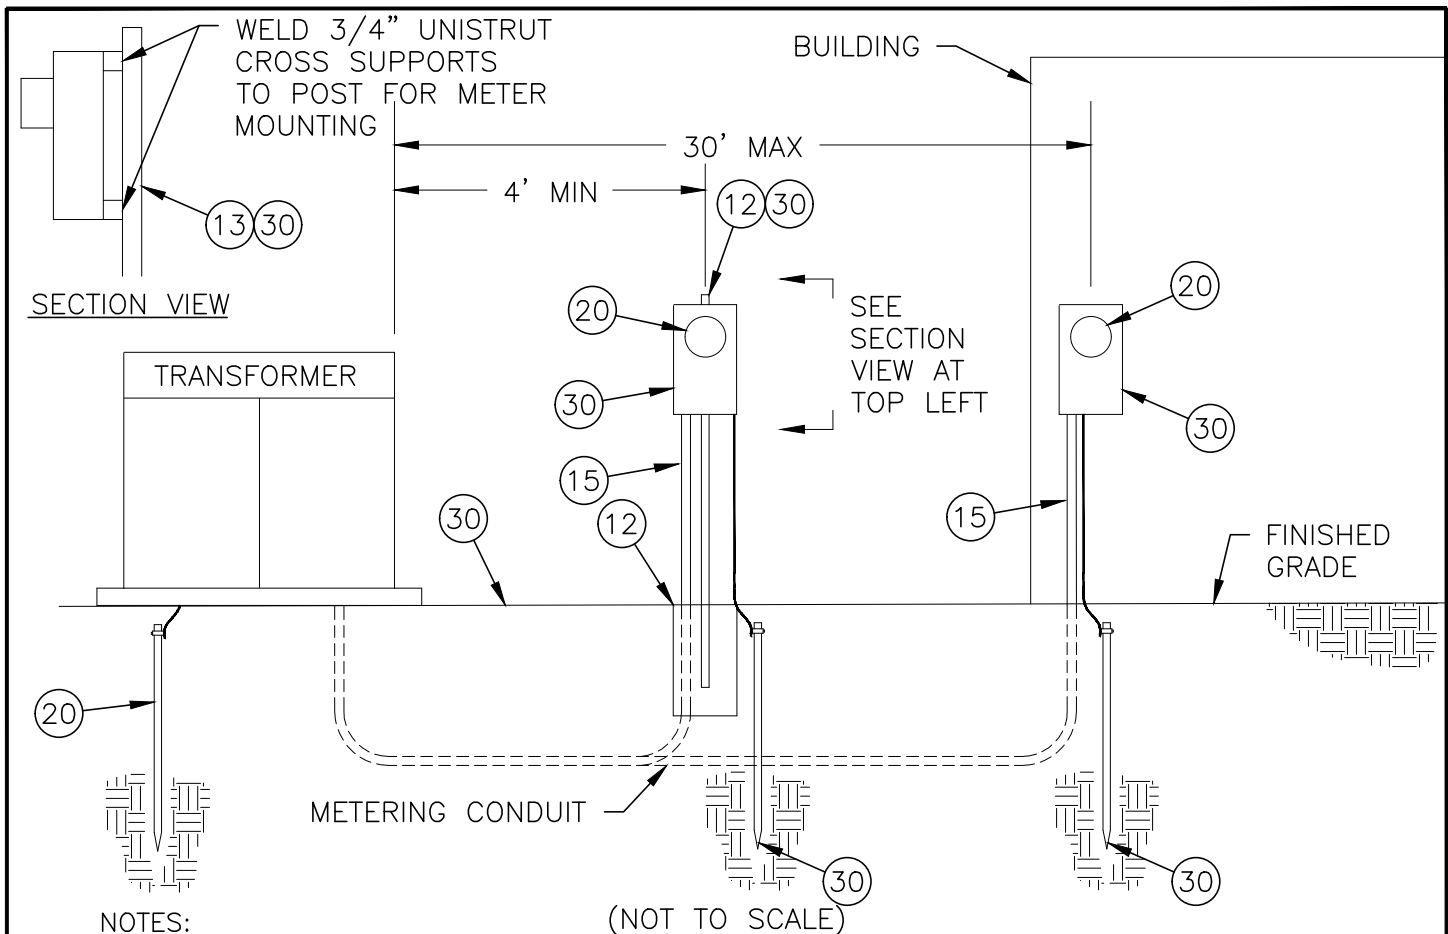 WELD 3/4" UNISTRUT
CROSS SUPPORTS
TO POST FOR METER
MOUNTING
BUILDING
30' MAX
4' MIN
12 30
13 30
SECTION VIEW
20
SEE
SECTION
VIEW AT
TOP LEFT
20
TRANSFORMER
30
30
15
30
12
15
FINISHED
GRADE
20
METERING CONDUIT
30
30
NOTES:
(NOT TO SCALE)